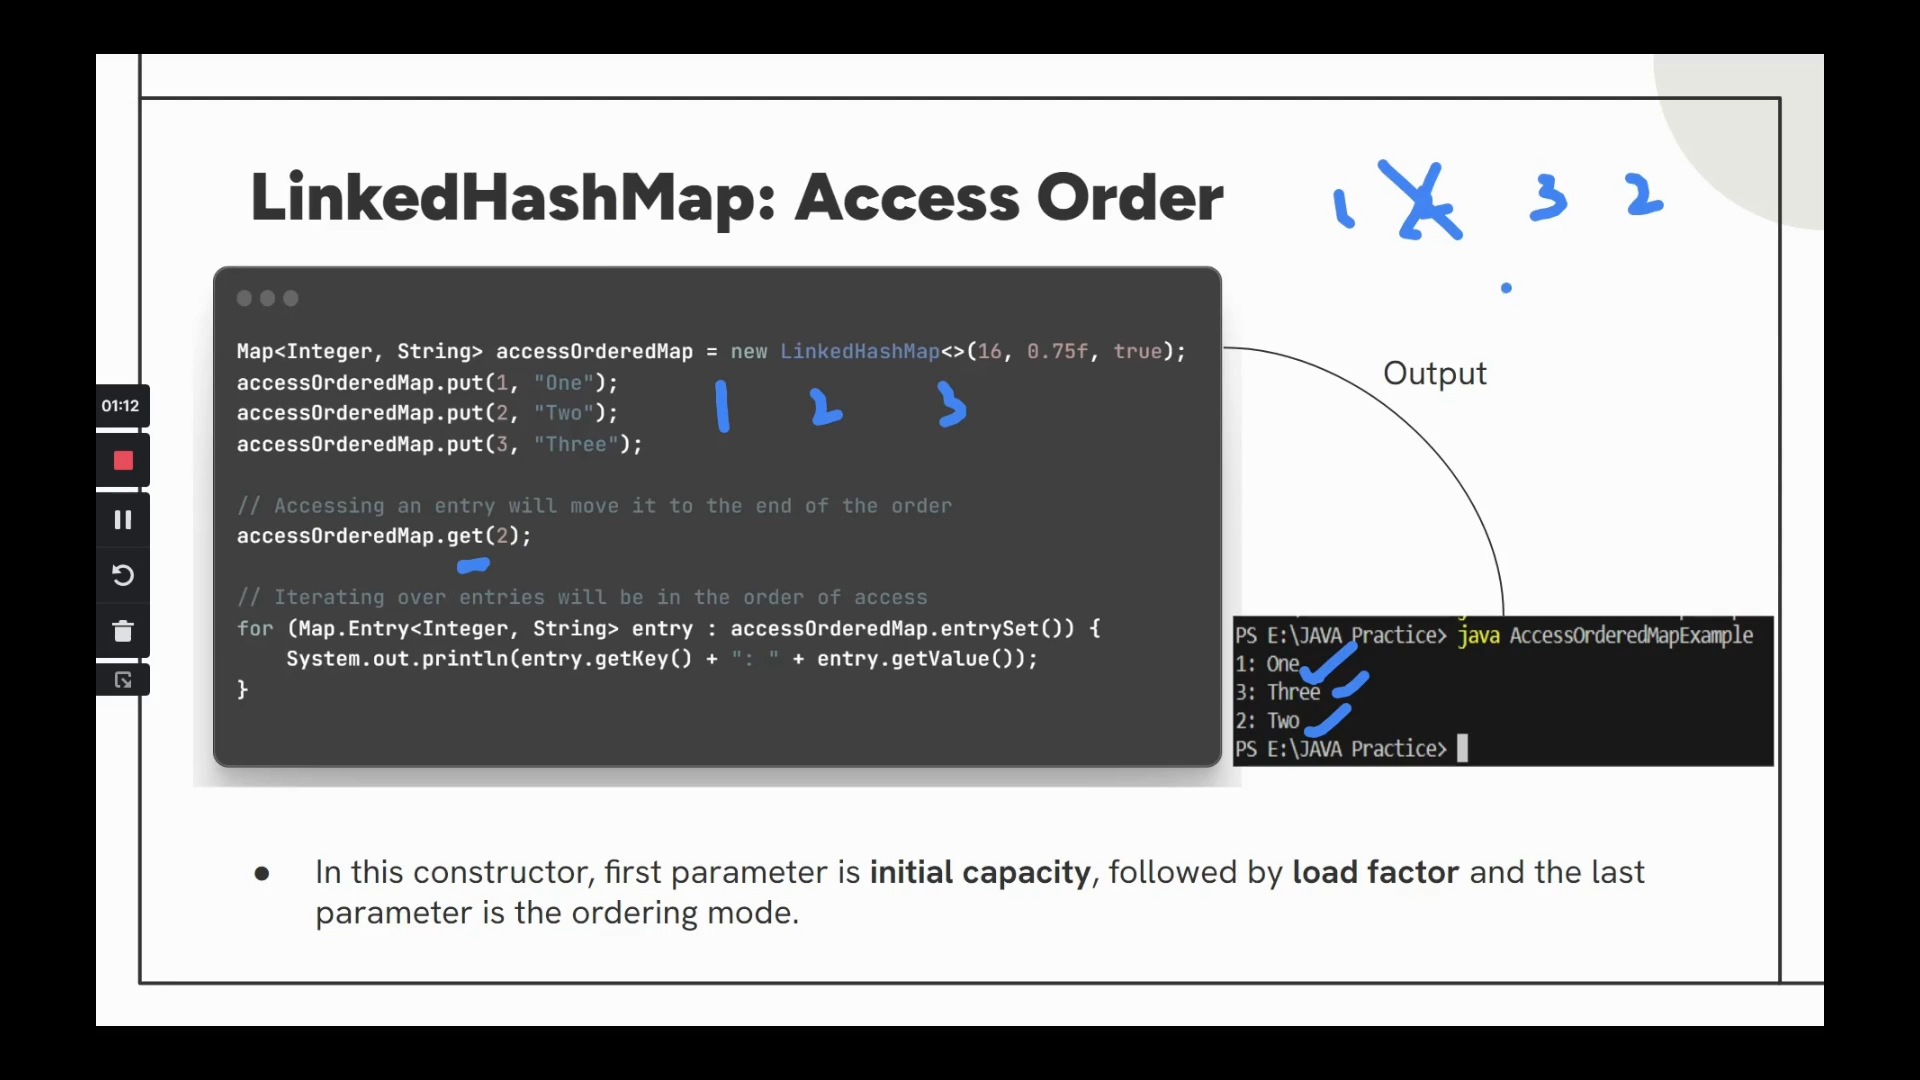 LinkedHashMap: Access Order
1 2 3 2
Map<Integer, String> accessOrderedMap = new LinkedHashMap<>(16, 0.75f, true);
accessOrderedMap.put(1, "One");
accessOrderedMap.put(2, "Two");
accessOrderedMap.put(3, "Three");
1 2 3
// Accessing an entry will move it to the end of the order
accessOrderedMap.get(2);
// Iterating over entries will be in the order of access
for (Map.Entry<Integer, String> entry : accessOrderedMap.entrySet()) {
    System.out.println(entry.getKey() + ": " + entry.getValue());
}
Output
01:12
PS E:\JAVA Practice> java AccessOrderedMapExample
1: One
3: Three
2: Two
PS E:\JAVA Practice>
● In this constructor, first parameter is initial capacity, followed by load factor and the last
parameter is the ordering mode.